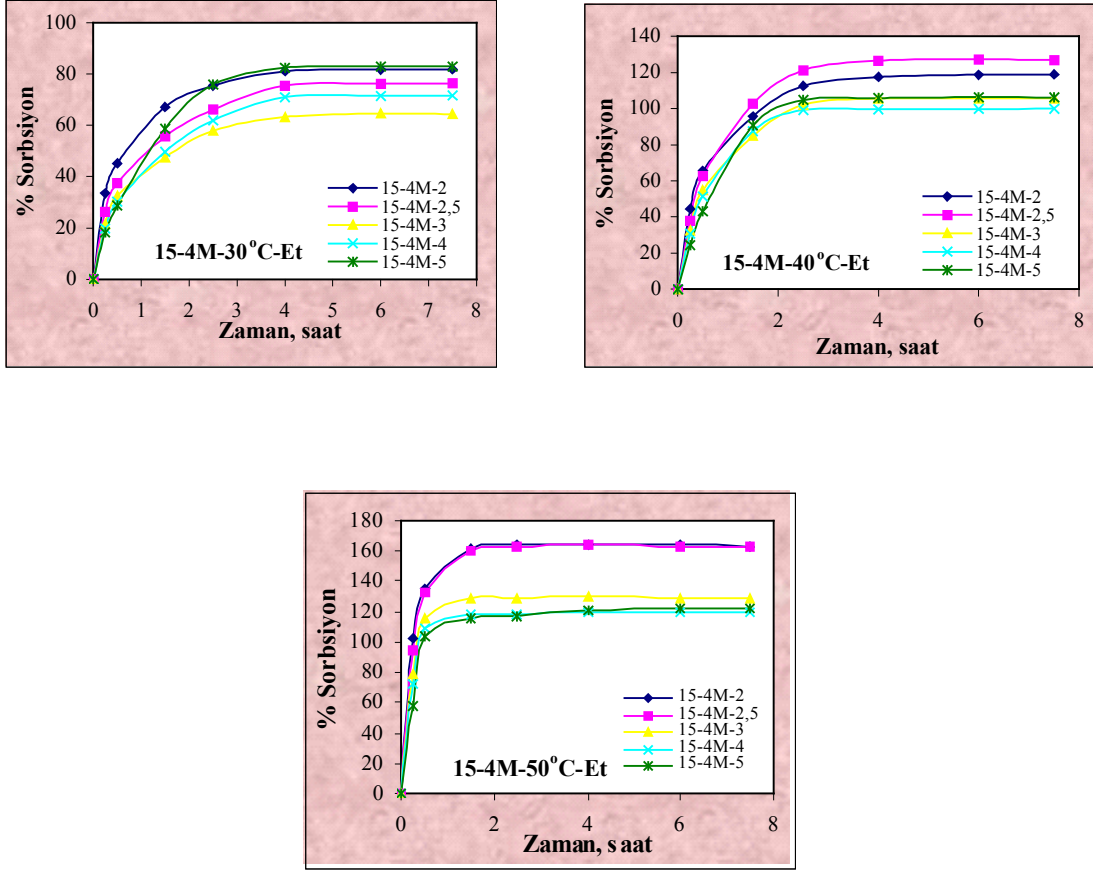 100
80
60
40
20
0
% Sorbsiyon
15-4M-2
15-4M-2,5
15-4M-3
15-4M-4
15-4M-5
15-4M-30°C-Et
0 1 2 3 4 5 6 7 8
Zaman, saat
140
120
100
80
60
40
20
0
% Sorbsiyon
15-4M-2
15-4M-2,5
15-4M-3
15-4M-4
15-4M-5
15-4M-40°C-Et
0 2 4 6 8
Zaman, saat
180
160
140
120
100
80
60
40
20
0
% Sorbsiyon
15-4M-2
15-4M-2,5
15-4M-3
15-4M-4
15-4M-5
15-4M-50°C-Et
0 2 4 6 8
Zaman, saat